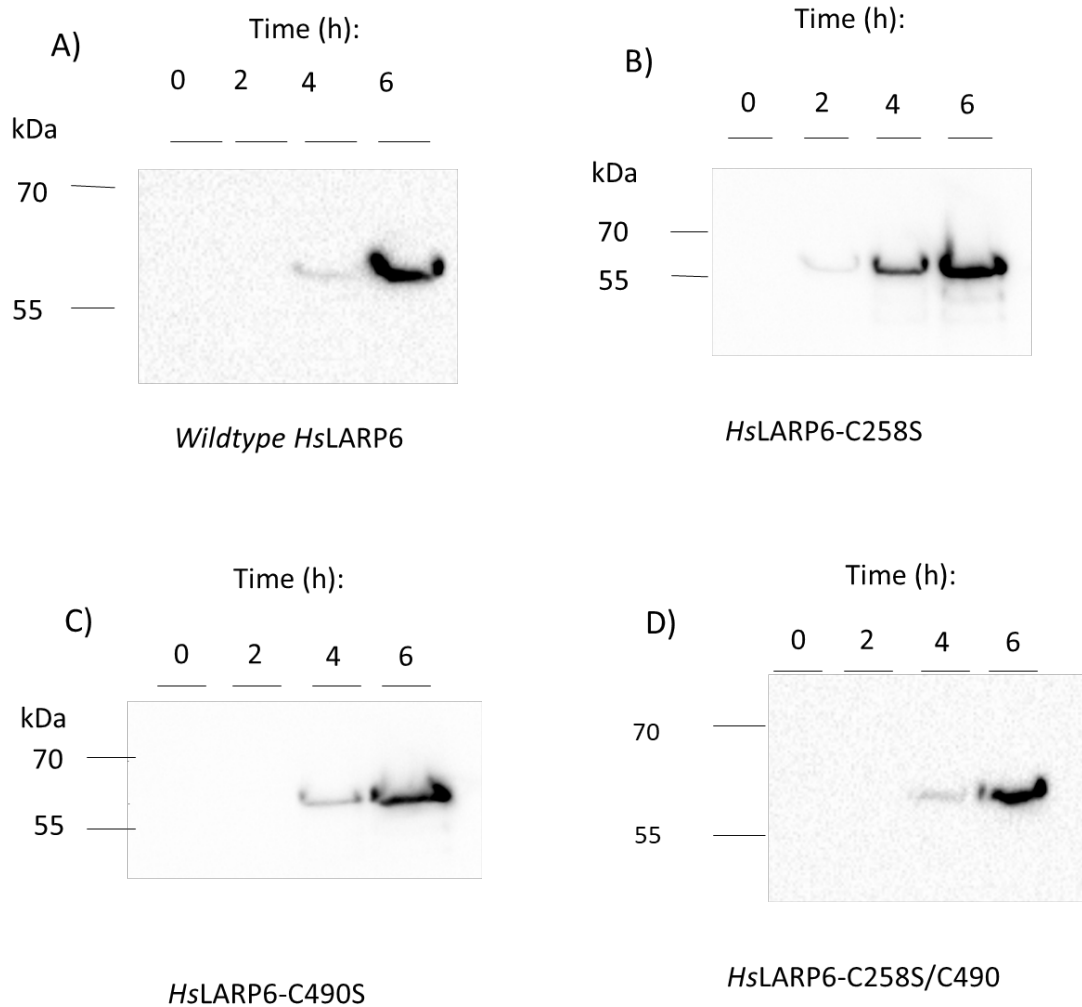 A)
Time (h):
0 2 4 6
kDa
70
55
Wildtype HsLARP6
B)
Time (h):
0 2 4 6
kDa
70
55
HsLARP6-C258S
C)
Time (h):
0 2 4 6
kDa
70
55
HsLARP6-C490S
D)
Time (h):
0 2 4 6
70
55
HsLARP6-C258S/C490